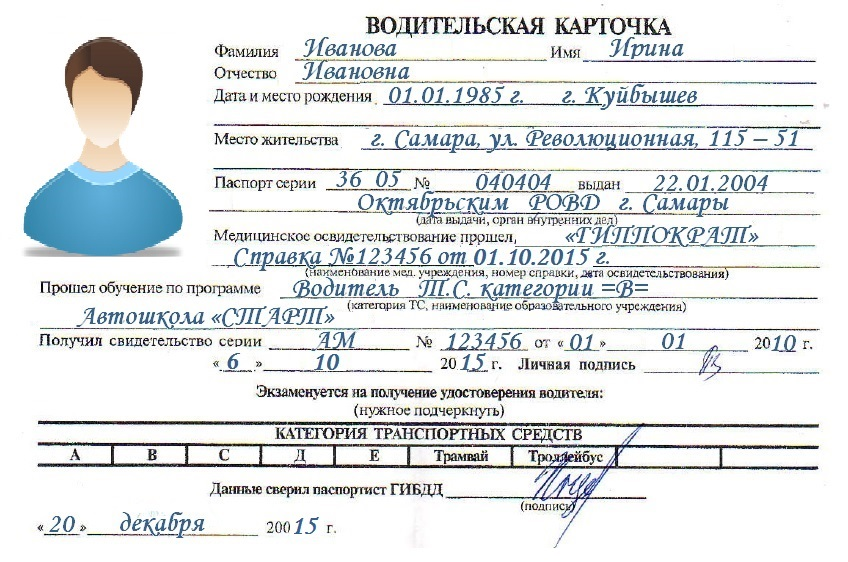 ВОДИТЕЛЬСКАЯ КАРТОЧКА
Фамилия Иванова Имя Ирина
Отчество Ивановна
Дата и место рождения 01.01.1985 г. г. Куйбышев
Место жительства г. Самара, ул. Революционная, 115 – 51
Паспорт серии 36 05 № 040404 выдан 22.01.2004
Октябрьским РОВД г. Самары
(дата выдачи, орган внутренних дел)
Медицинское освидетельствование прошел, «ГИППОКРАТ»
Справка №123456 от 01.10.2015 г.
(наименование мед. учреждения, номер справки, дата освидетельствования)
Прошел обучение по программе Водитель Т.С. категории =В=
(категория ТС, наименование образовательного учреждения)
Автошкола «СТАРТ»
Получил свидетельство серии АМ № 123456 от « 01 » 01 2010 г.
« 6 » 10 2015 г. Личная подпись
Экзаменуется на получение удостоверения водителя:
(нужное подчеркнуть)
КАТЕГОРИЯ ТРАНСПОРТНЫХ СРЕДСТВ
А В С Д Е Трамвай Троллейбус
Данные сверил паспортист ГИБДД
(подпись)
«20» декабря 20015 г.